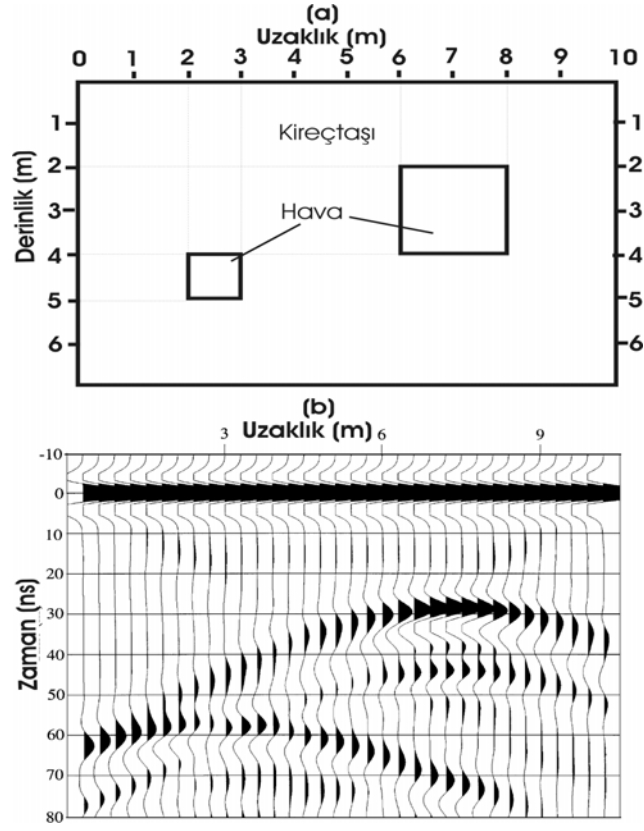 (a)
Uzaklık (m)
0 1 2 3 4 5 6 7 8 9 10
Derinlik (m)
1 1
Kireçtaşı
2 2
3 3
Hava
4 4
5 5
6 6
(b)
Uzaklık (m)
3 6 9
Zaman (ns)
-10
0
10
20
30
40
50
60
70
80